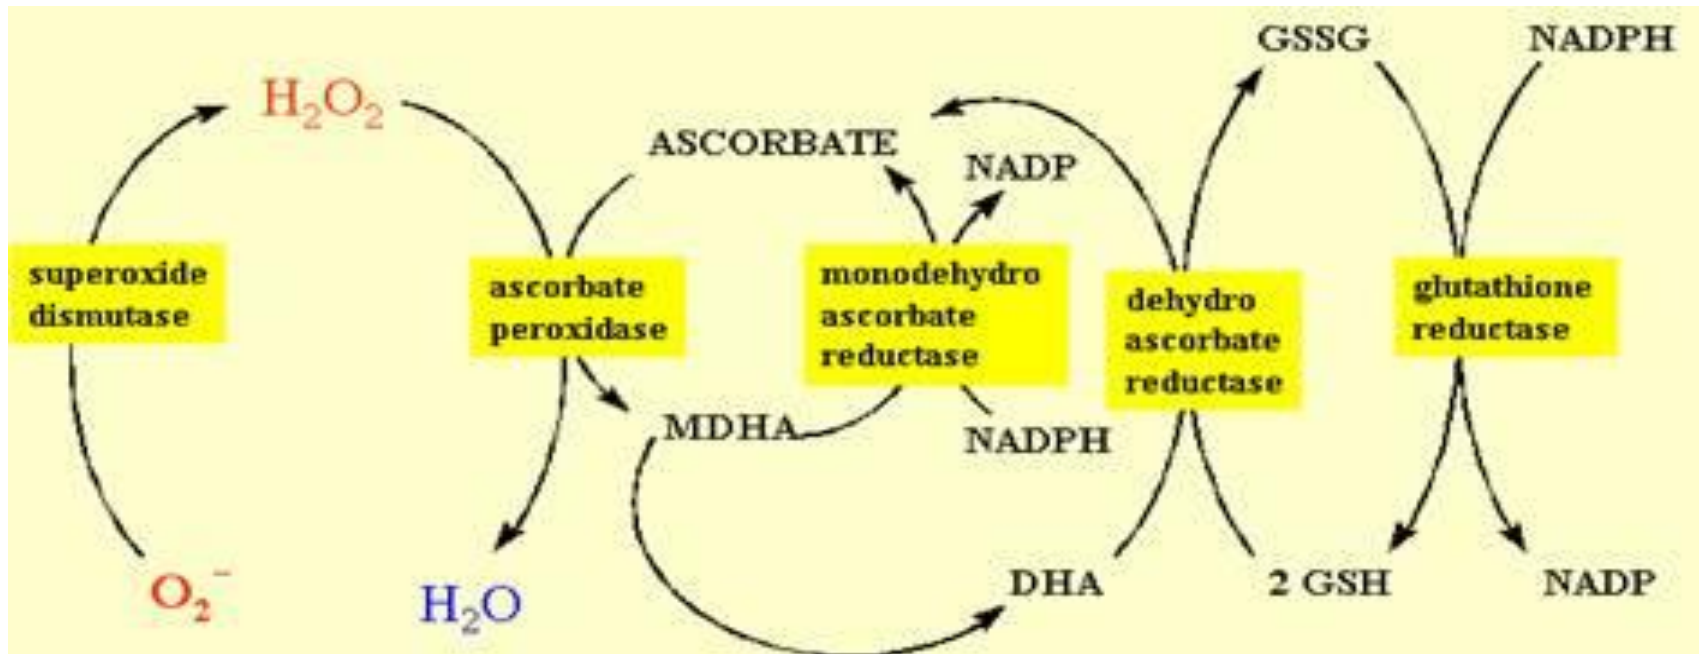 GSSG NADPH
H₂O₂
ASCORBATE
NADP
superoxide
dismutase
ascorbate
peroxidase
monodehydro
ascorbate
reductase
dehydro
ascorbate
reductase
glutathione
reductase
MDHA
NADPH
O₂⁻
H₂O
DHA
2 GSH
NADP